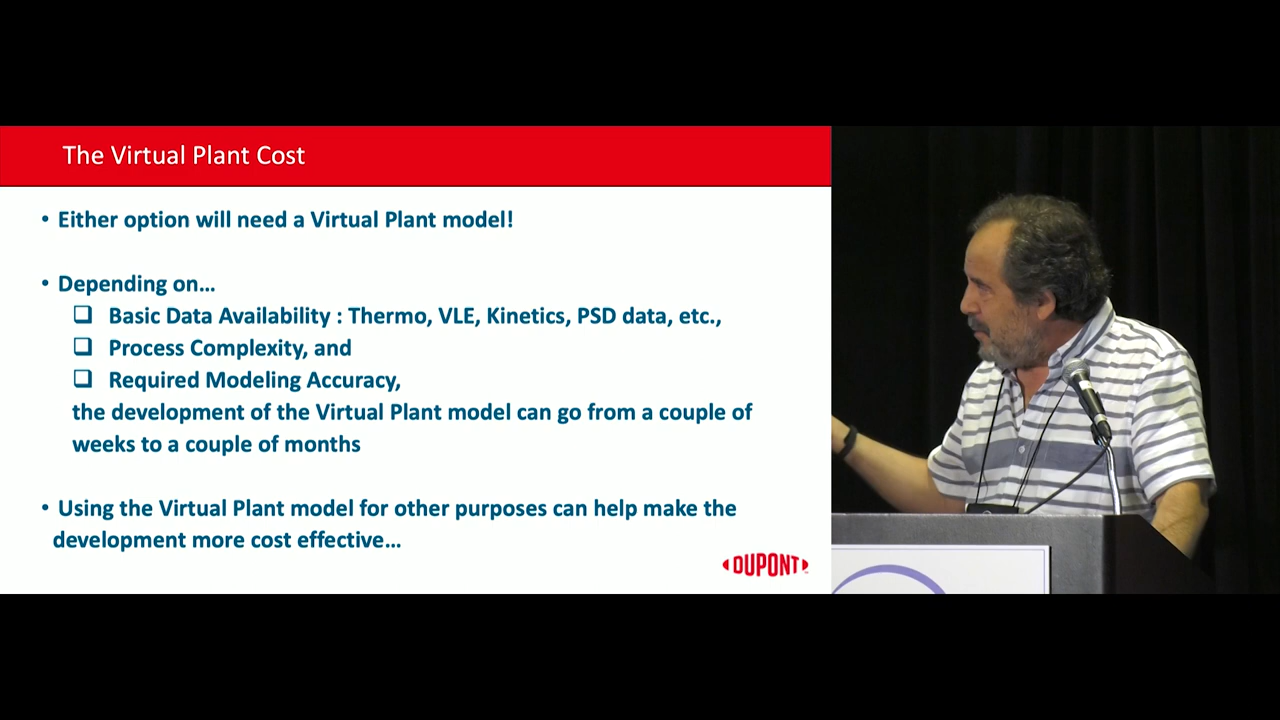 The Virtual Plant Cost
• Either option will need a Virtual Plant model!
• Depending on...
❑ Basic Data Availability : Thermo, VLE, Kinetics, PSD data, etc.,
❑ Process Complexity, and
❑ Required Modeling Accuracy,
the development of the Virtual Plant model can go from a couple of
weeks to a couple of months
• Using the Virtual Plant model for other purposes can help make the
development more cost effective...
DUPONT